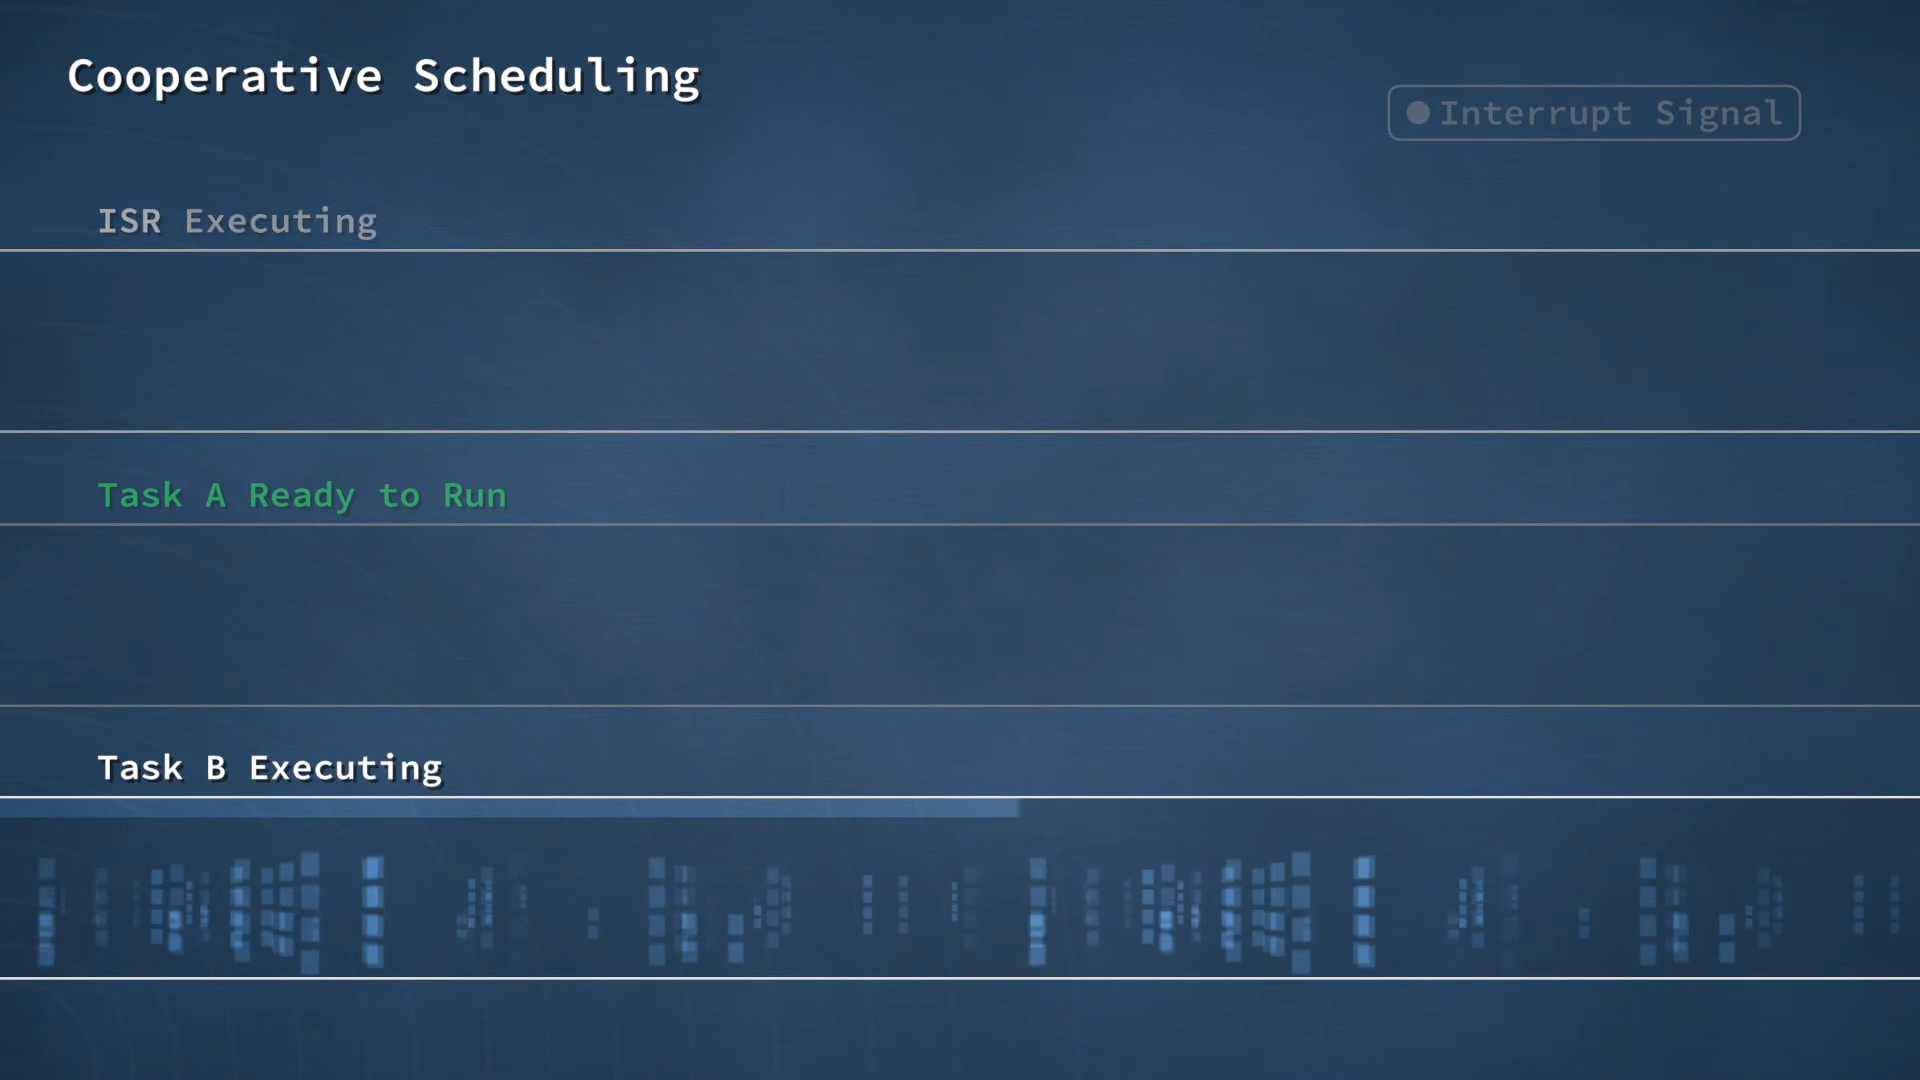 Cooperative Scheduling
Interrupt Signal
ISR Executing
Task A Ready to Run
Task B Executing